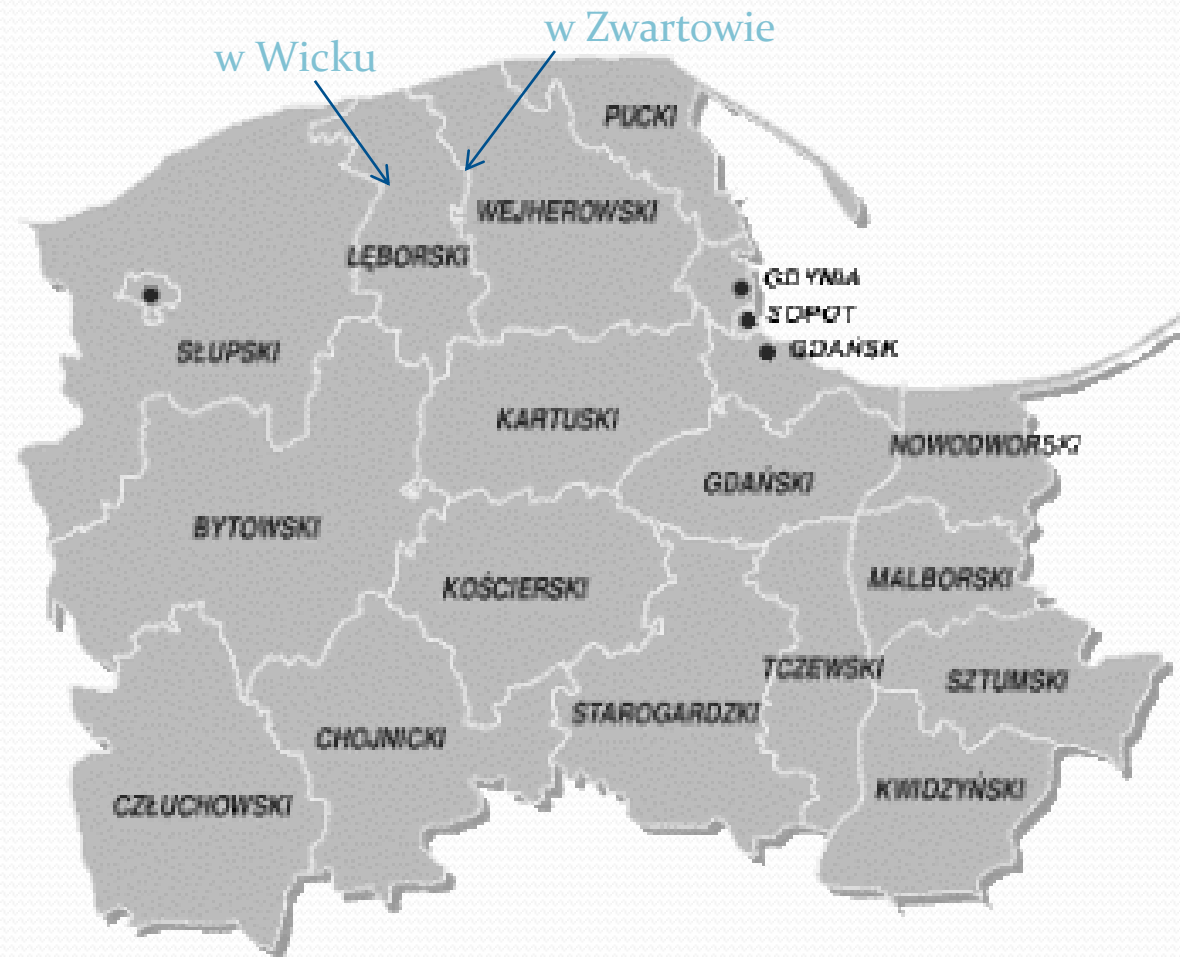 w Zwartowie
w Wicku
PUCKI
WEJHEROWSKI
LĘBORSKI
GDYNIA
SOPOT
SŁUPSKI
GDAŃSK
KARTUSKI
NOWODWORSKI
GDAŃSKI
BYTOWSKI
MALBORSKI
KOŚCIERSKI
TCZEWSKI
SZTUMSKI
STAROGARDZKI
CHOJNICKI
KWIDZYŃSKI
CZŁUCHOWSKI